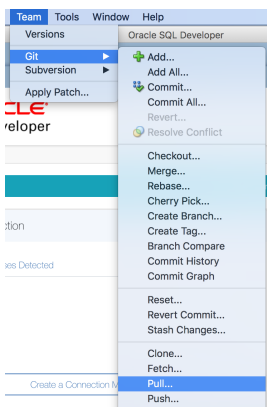 Team Tools Window Help
Versions
Oracle SQL Developer
Git
Subversion
Apply Patch...
Add...
Add All...
Commit...
Commit All...
Revert...
Resolve Conflict
Checkout...
Merge...
Rebase...
Cherry Pick...
Create Branch...
Create Tag...
Branch Compare
Commit History
Commit Graph
Reset...
Revert Commit...
Stash Changes...
Clone...
Fetch...
Pull...
Push...
CLE
veloper
ction
ses Detected
Create a Connection M